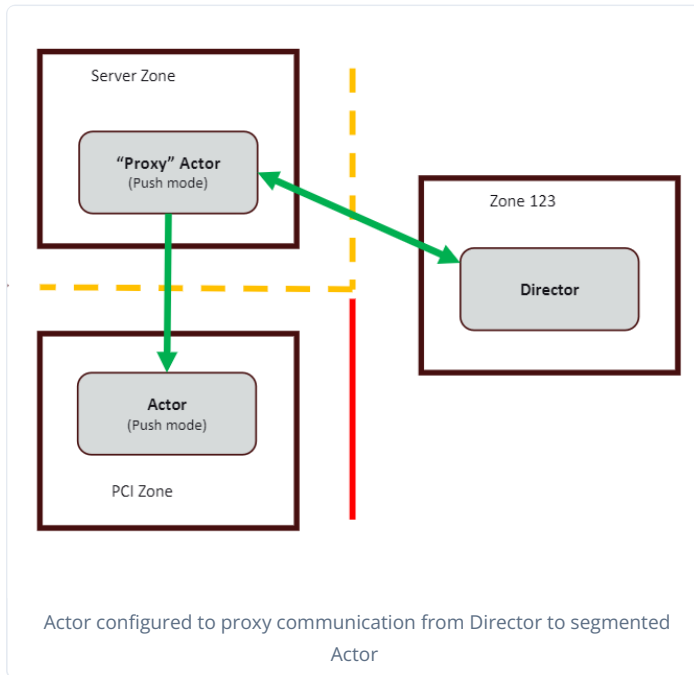 Server Zone
“Proxy” Actor
(Push mode)
Zone 123
Director
Actor
(Push mode)
PCI Zone
Actor configured to proxy communication from Director to segmented
Actor